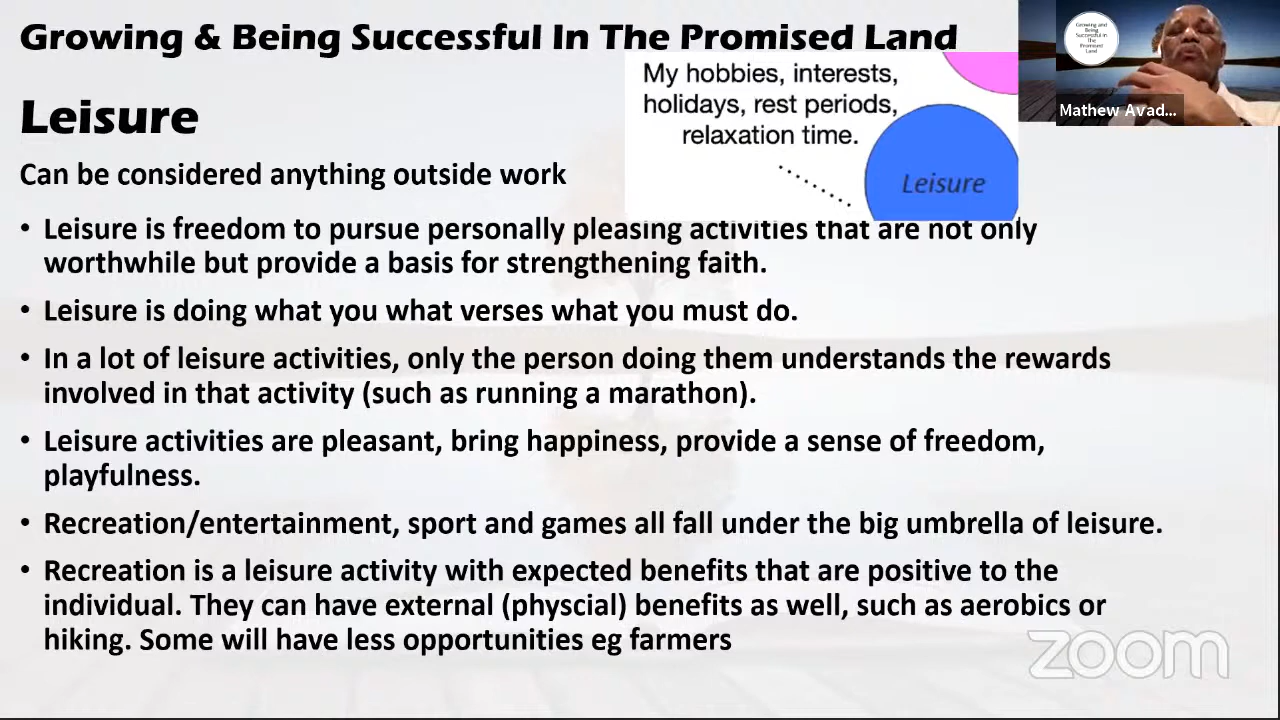 Growing & Being Successful In The Promised Land
My hobbies, interests,
holidays, rest periods,
relaxation time.
Leisure
Growing and
Being
Successful in
The
Promised
Land
Mathew Avad...
Leisure
Can be considered anything outside work
• Leisure is freedom to pursue personally pleasing activities that are not only
worthwhile but provide a basis for strengthening faith.
• Leisure is doing what you what verses what you must do.
• In a lot of leisure activities, only the person doing them understands the rewards
involved in that activity (such as running a marathon).
• Leisure activities are pleasant, bring happiness, provide a sense of freedom,
playfulness.
• Recreation/entertainment, sport and games all fall under the big umbrella of leisure.
• Recreation is a leisure activity with expected benefits that are positive to the
individual. They can have external (physcial) benefits as well, such as aerobics or
hiking. Some will have less opportunities eg farmers
zoom